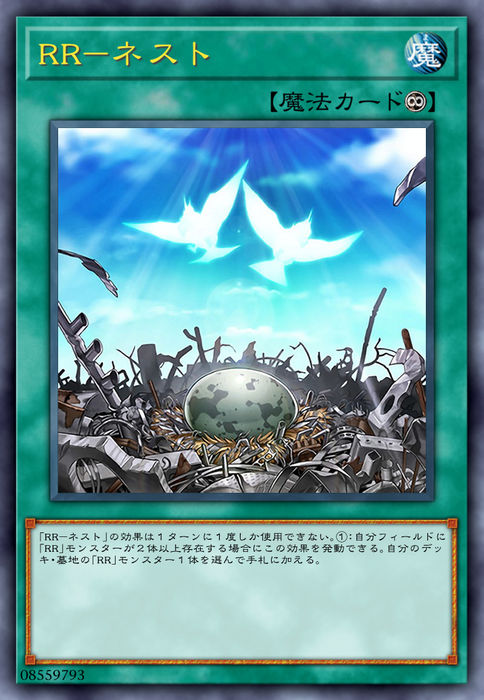 RR－ネスト
魔
【魔法カード】
「RR－ネスト」の効果は１ターンに１度しか使用できない。①：自分フィールドに
「RR」モンスターが２体以上存在する場合にこの効果を発動できる。自分のデッ
キ・墓地の「RR」モンスター１体を選んで手札に加える。
08559793